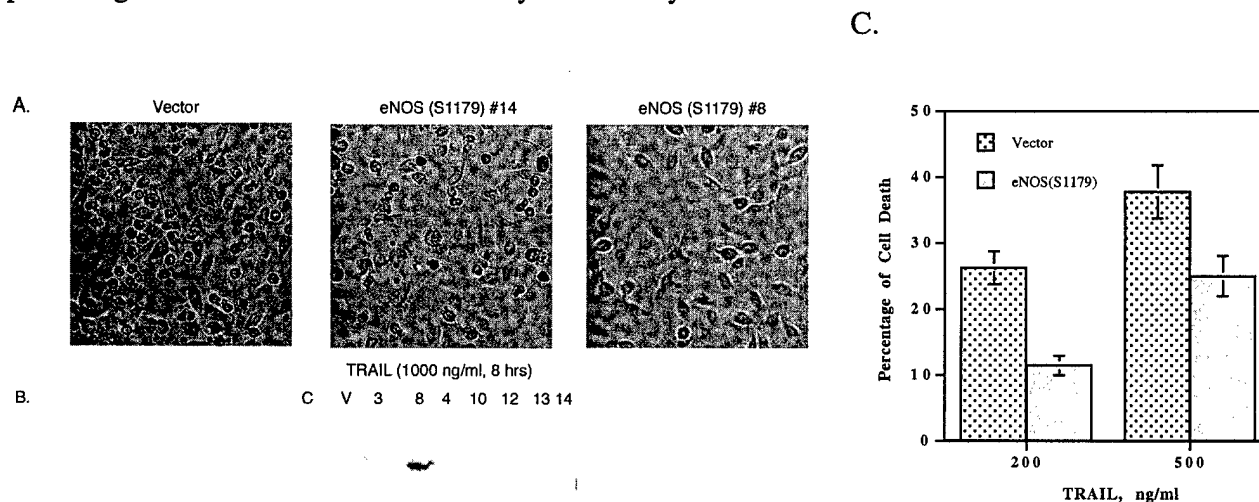 C.
A.
Vector
eNOS (S1179) #14
eNOS (S1179) #8
TRAIL (1000 ng/ml, 8 hrs)
B.
C V 3 8 4 10 12 13 14
50
40
30
20
10
0
Percentage of Cell Death
Vector
eNOS(S1179)
200
500
TRAIL, ng/ml